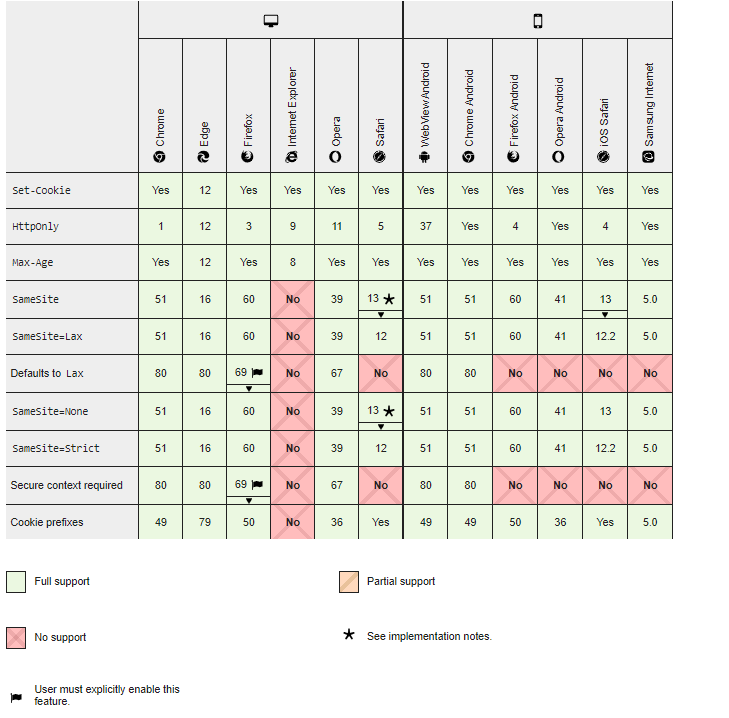 Chrome Edge Firefox Internet Explorer Opera Safari WebView Android Chrome Android Firefox Android Opera Android iOS Safari Samsung Internet
Set-Cookie Yes 12 Yes Yes Yes Yes Yes Yes Yes Yes Yes Yes
HttpOnly 1 12 3 9 11 5 37 Yes 4 Yes 4 Yes
Max-Age Yes 12 Yes 8 Yes Yes Yes Yes Yes Yes Yes Yes
SameSite 51 16 60 No 39 13 51 51 60 41 13 5.0
SameSite=Lax 51 16 60 No 39 12 51 51 60 41 12.2 5.0
Defaults to Lax 80 80 69 No 67 No 80 80 No No No No
SameSite=None 51 16 60 No 39 13 51 51 60 41 13 5.0
SameSite=Strict 51 16 60 No 39 12 51 51 60 41 12.2 5.0
Secure context required 80 80 69 No 67 No 80 80 No No No No
Cookie prefixes 49 79 50 No 36 Yes 49 49 50 36 Yes 5.0
Full support
Partial support
No support
See implementation notes.
User must explicitly enable this
feature.